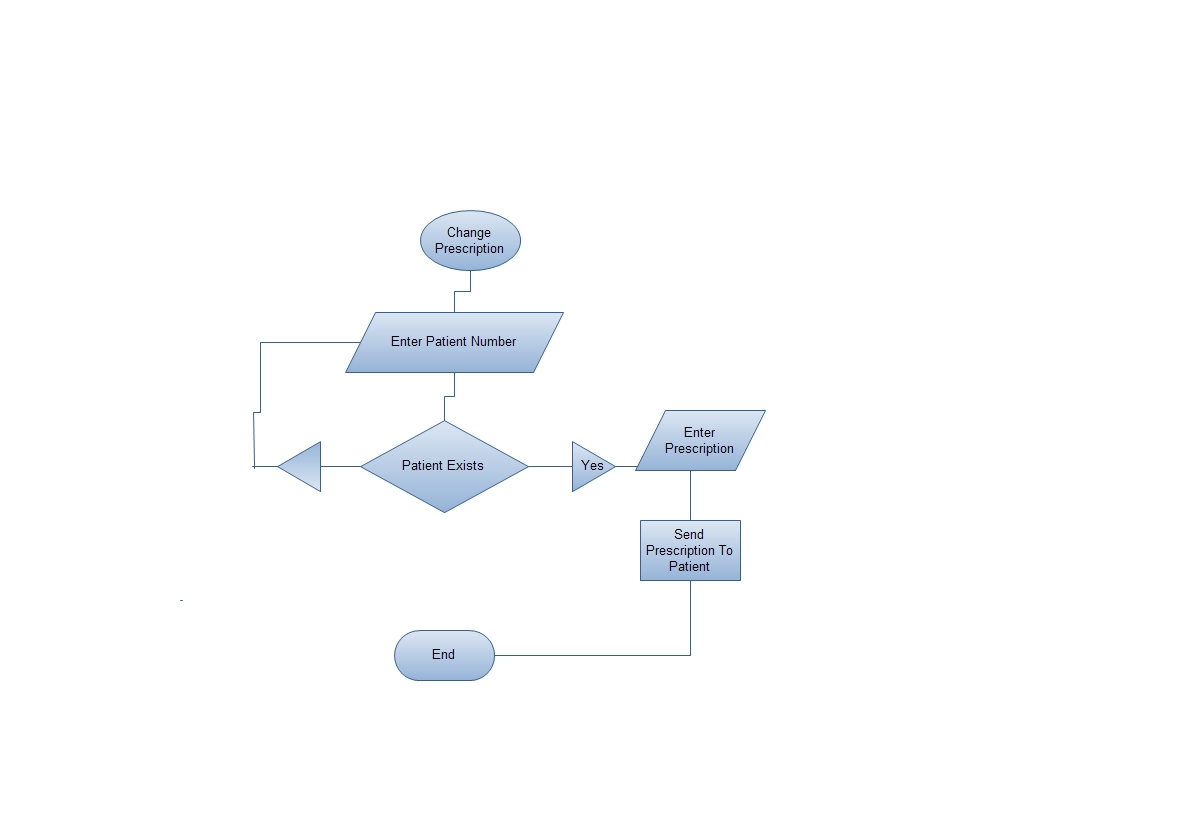 Change
Prescription
Enter Patient Number
Patient Exists
Yes
Enter
Prescription
Send
Prescription To
Patient
End